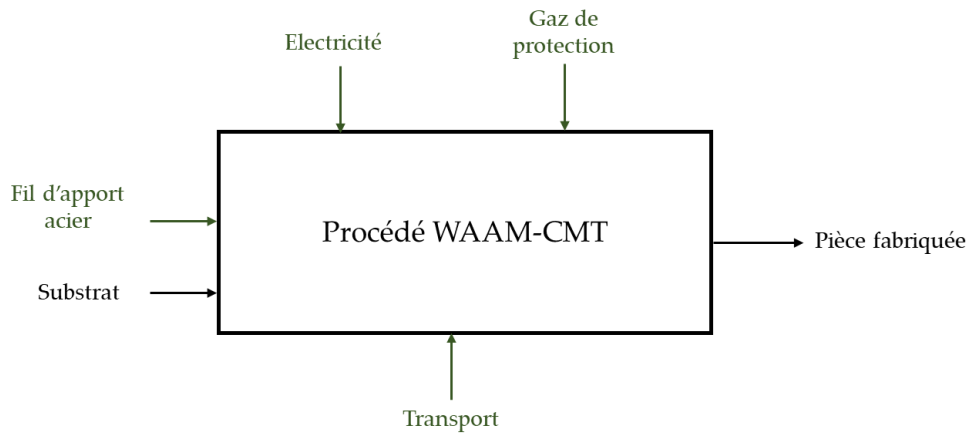 Electricité
Gaz de
protection
Fil d'apport
acier
Procédé WAAM-CMT
Pièce fabriquée
Substrat
Transport